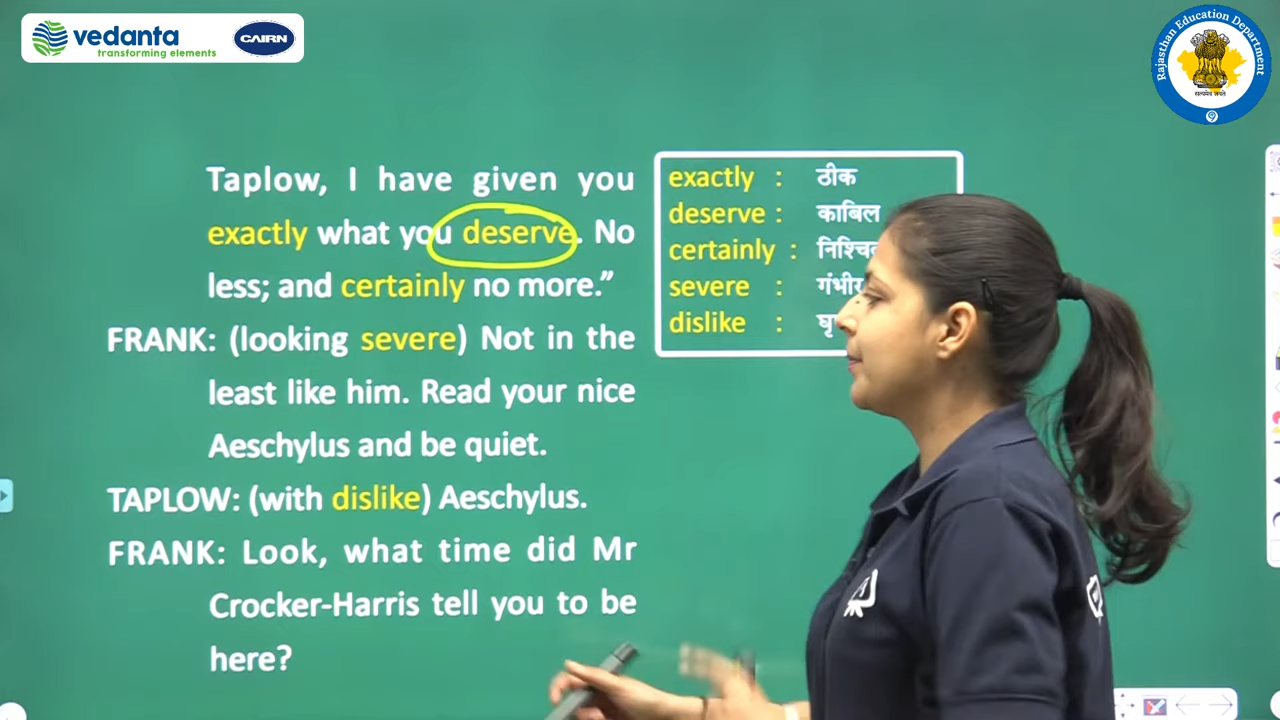 vedanta
transforming elements
CAIRN
Rajasthan Education Department
सत्यमेव जयते
Taplow, I have given you
exactly what you deserve. No
less; and certainly no more.”
FRANK: (looking severe) Not in the
least like him. Read your nice
Aeschylus and be quiet.
TAPLOW: (with dislike) Aeschylus.
FRANK: Look, what time did Mr
Crocker-Harris tell you to be
here?
exactly : ठीक
deserve : काबिल
certainly :
severe : गंभीर
dislike :